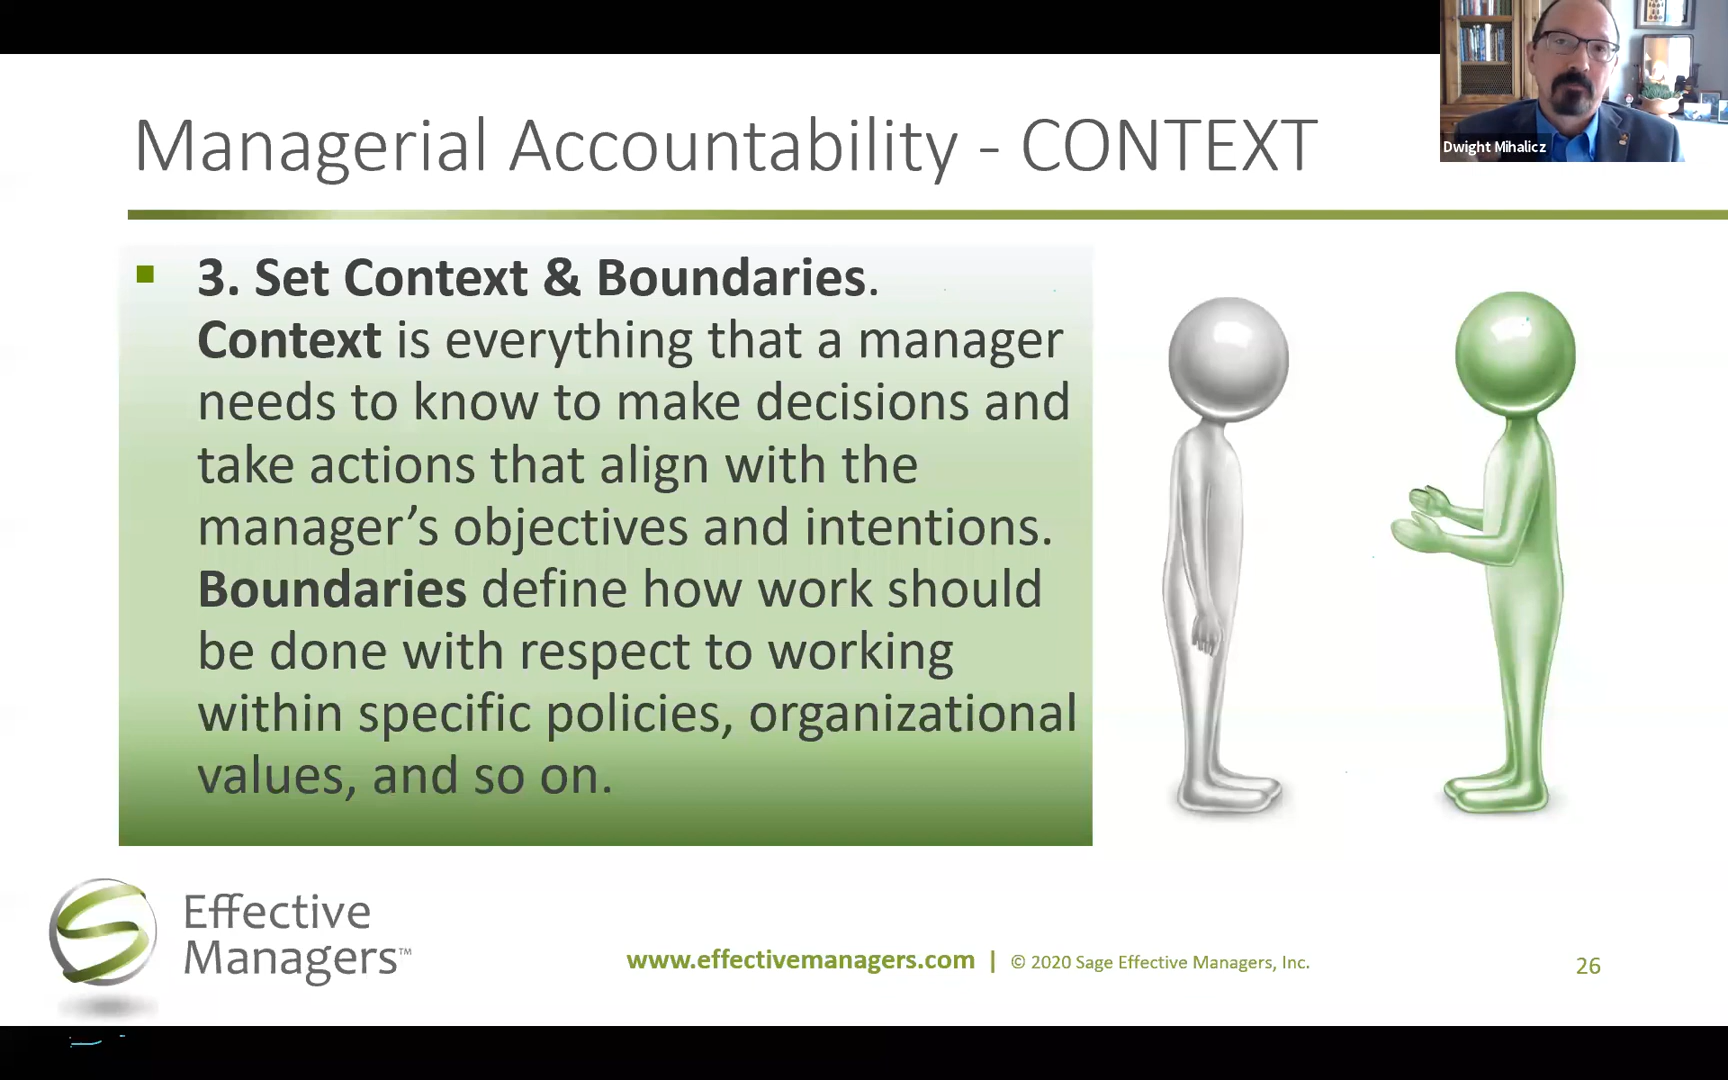 Managerial Accountability - CONTEXT
Dwight Mihalicz
3. Set Context & Boundaries.
Context is everything that a manager
needs to know to make decisions and
take actions that align with the
manager’s objectives and intentions.
Boundaries define how work should
be done with respect to working
within specific policies, organizational
values, and so on.
Effective
Managers™
www.effectivemanagers.com | © 2020 Sage Effective Managers, Inc.
26